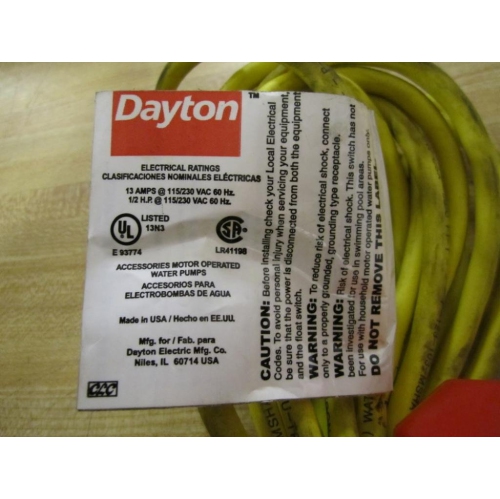 Dayton™
ELECTRICAL RATINGS
CLASIFICACIONES NOMINALES ELÉCTRICAS
13 AMPS @ 115/230 VAC 60 Hz.
1/2 H.P. @ 115/230 VAC 60 Hz.
UL
LISTED
13N3
E 93774
SA
LR41198
ACCESSORIES MOTOR OPERATED
WATER PUMPS
ACCESORIOS PARA
ELECTROBOMBAS DE AGUA
Made in USA / Hecho en EE.UU.
Mfg. for / Fab. para
Dayton Electric Mfg. Co.
Niles, IL 60714 USA
CAUTION: Before installing check your Local Electrical
Codes. To avoid personal injury when servicing your equipment,
be sure that the power is disconnected from both the equipment
and the float switch.
WARNING: To reduce risk of electrical shock, connect
only to a properly grounded, grounding type receptacle.
WARNING: Risk of electrical shock. This switch has not
been investigated for use in swimming pool areas.
For use with household motor operated water pumps only.
DO NOT REMOVE THIS LABEL